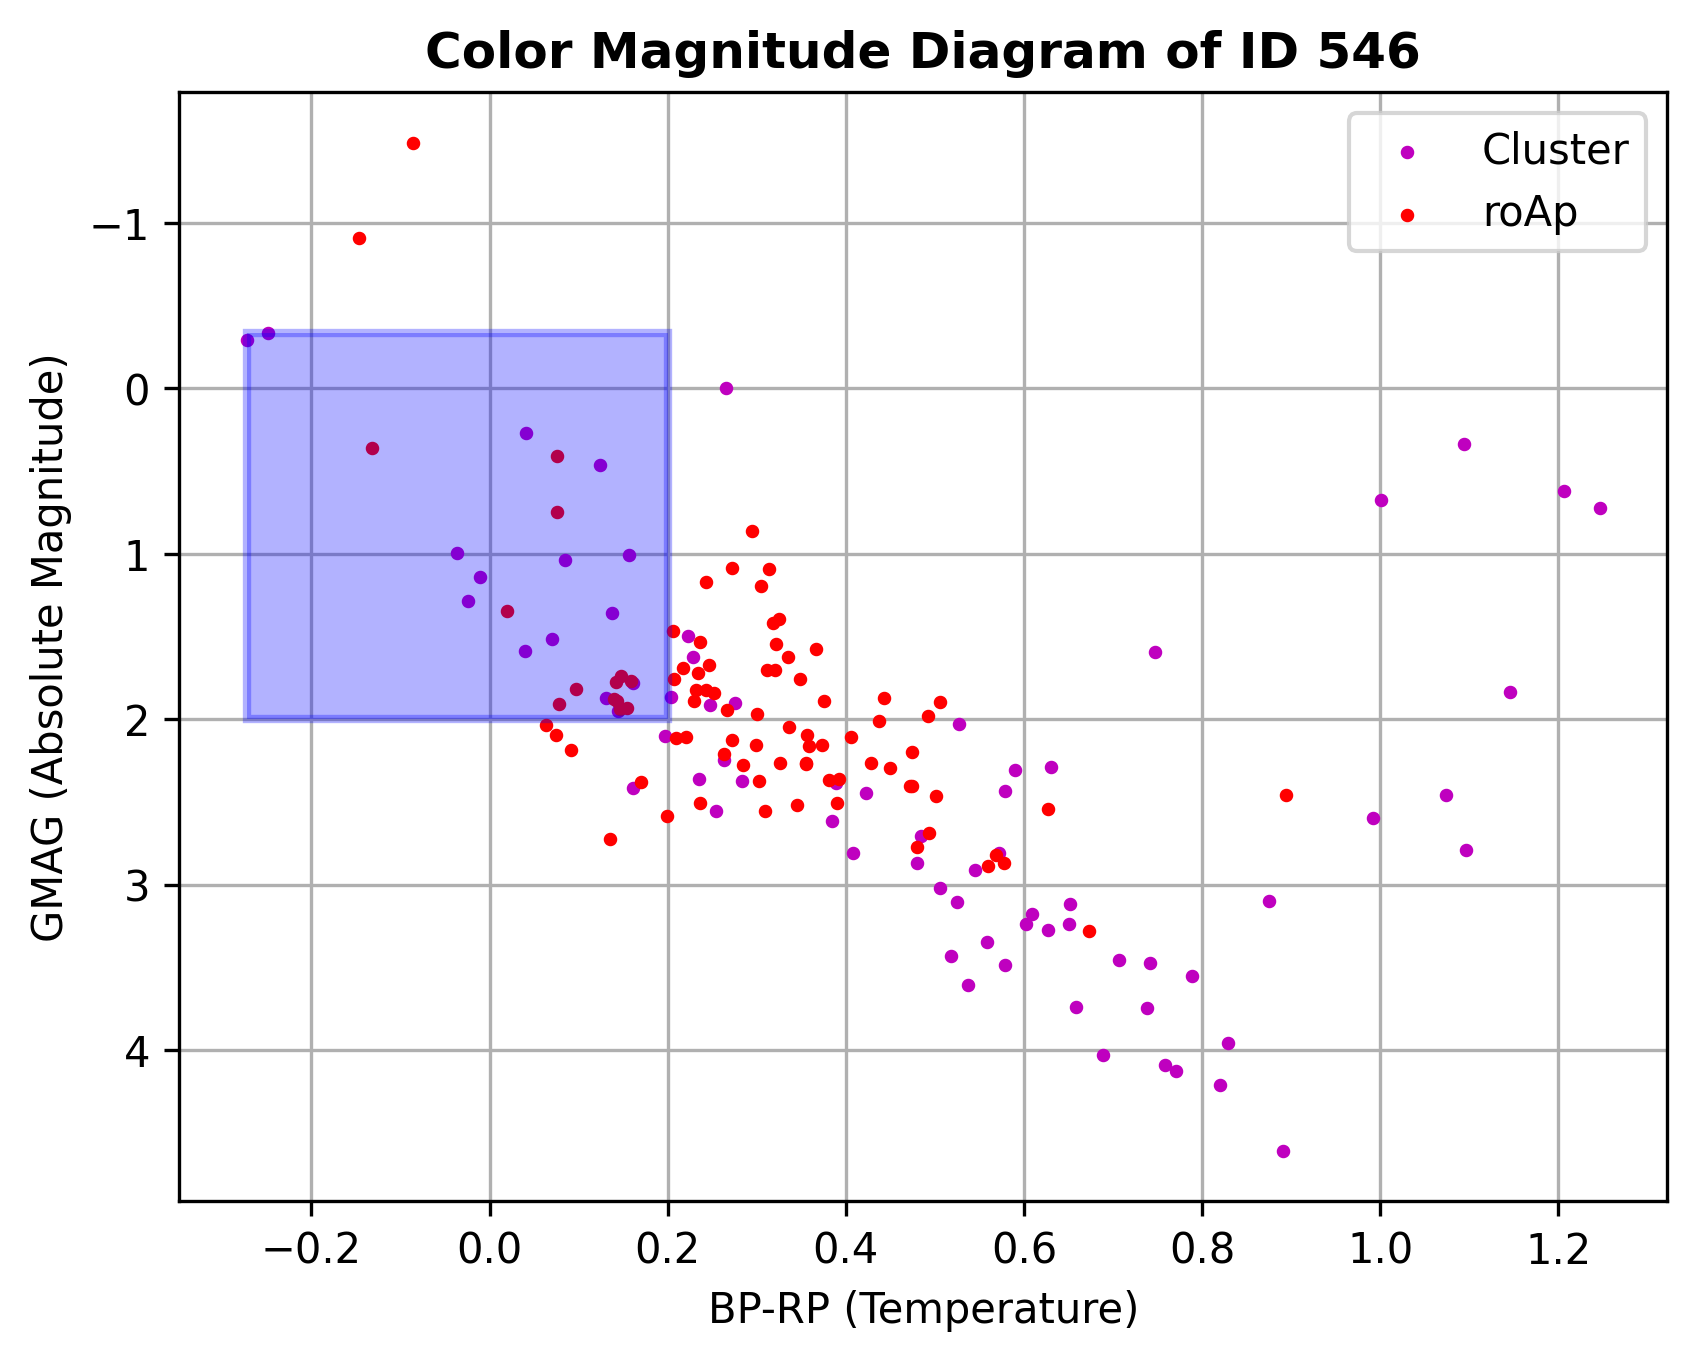 Color Magnitude Diagram of ID 546
Cluster
roAp
GMAG (Absolute Magnitude)
−1
0
1
2
3
4
−0.2 0.0 0.2 0.4 0.6 0.8 1.0 1.2
BP-RP (Temperature)